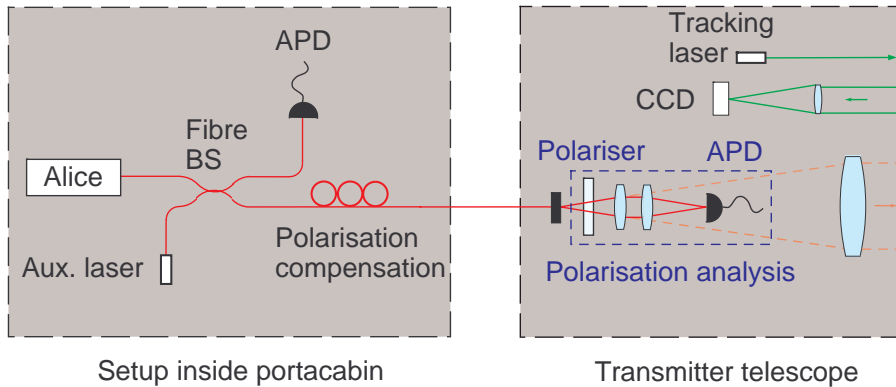 APD
Fibre
BS
Alice
Aux. laser
Polarisation
compensation
Setup inside portacabin
Tracking
laser
CCD
Polariser
APD
Polarisation analysis
Transmitter telescope